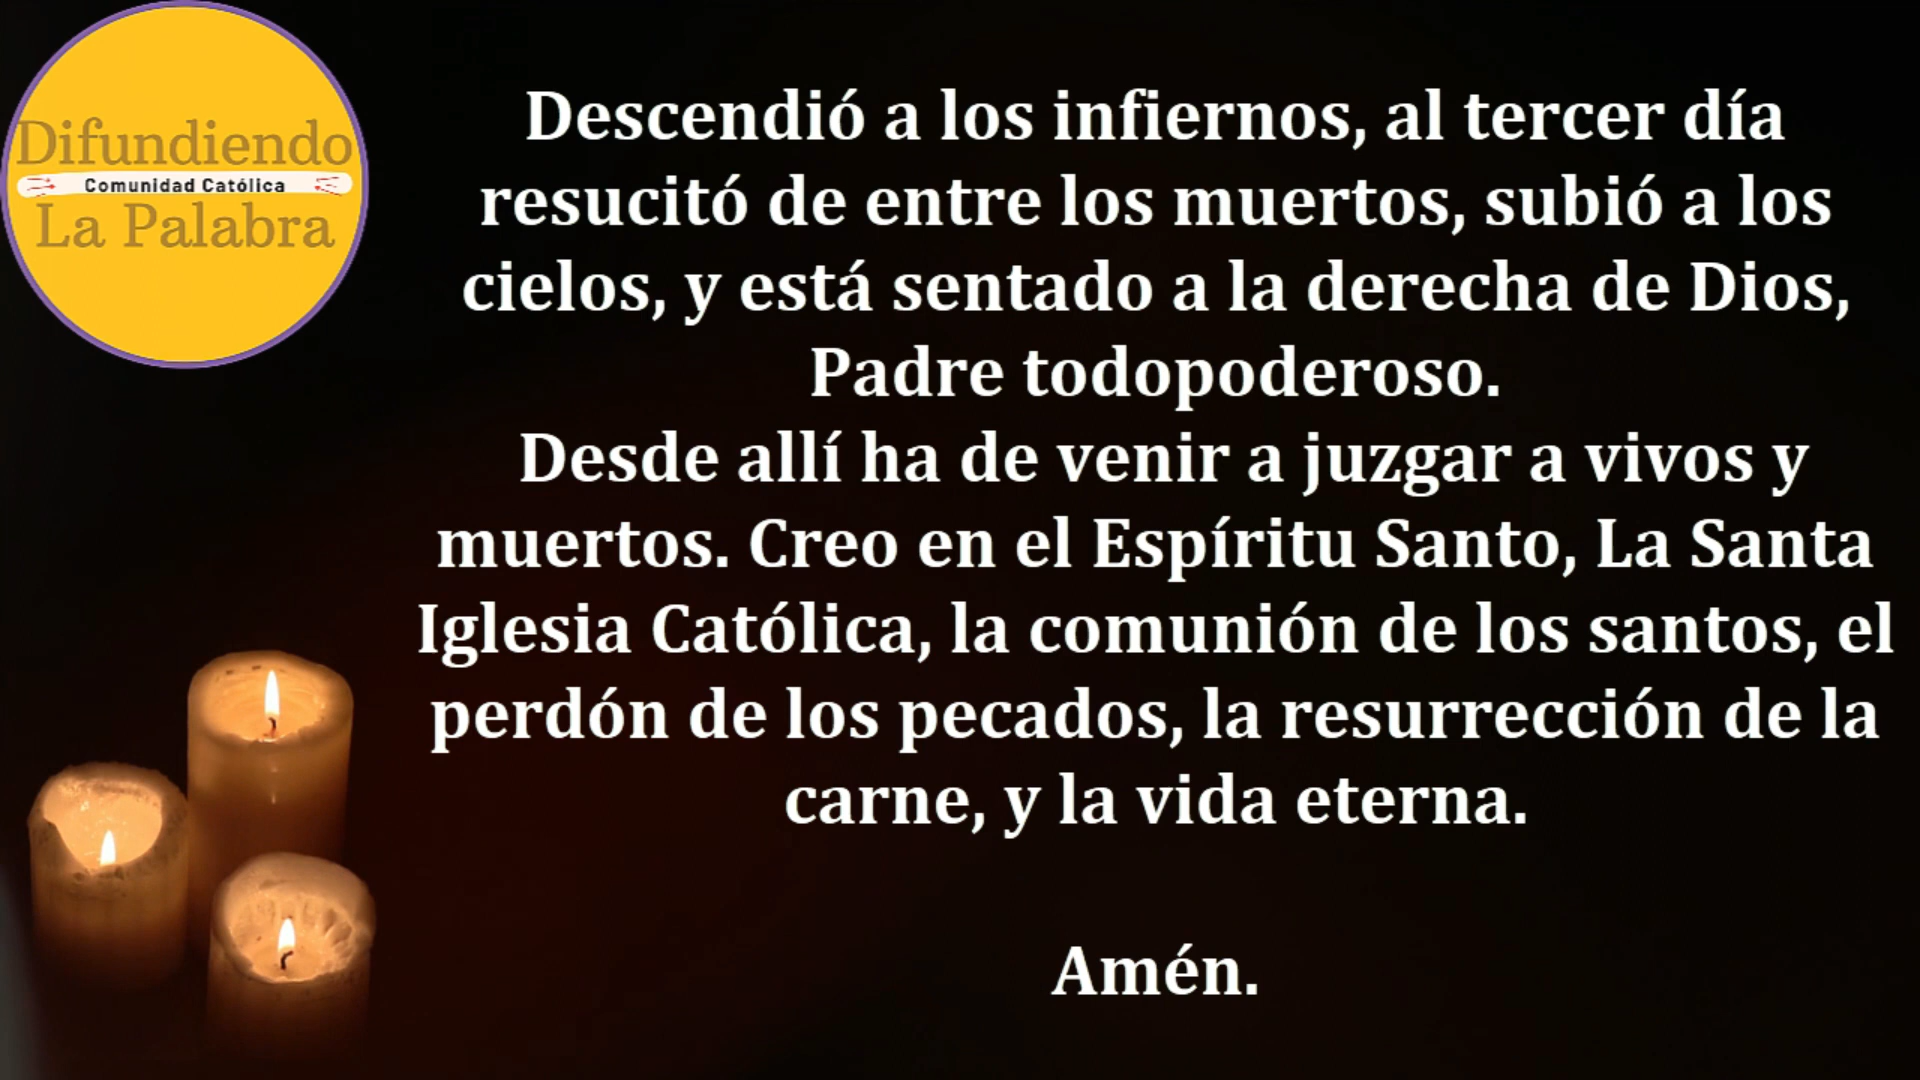 Difundiendo
Comunidad Católica
La Palabra
Descendió a los infiernos, al tercer día
resucitó de entre los muertos, subió a los
cielos, y está sentado a la derecha de Dios,
Padre todopoderoso.
Desde allí ha de venir a juzgar a vivos y
muertos. Creo en el Espíritu Santo, La Santa
Iglesia Católica, la comunión de los santos, el
perdón de los pecados, la resurrección de la
carne, y la vida eterna.
Amén.